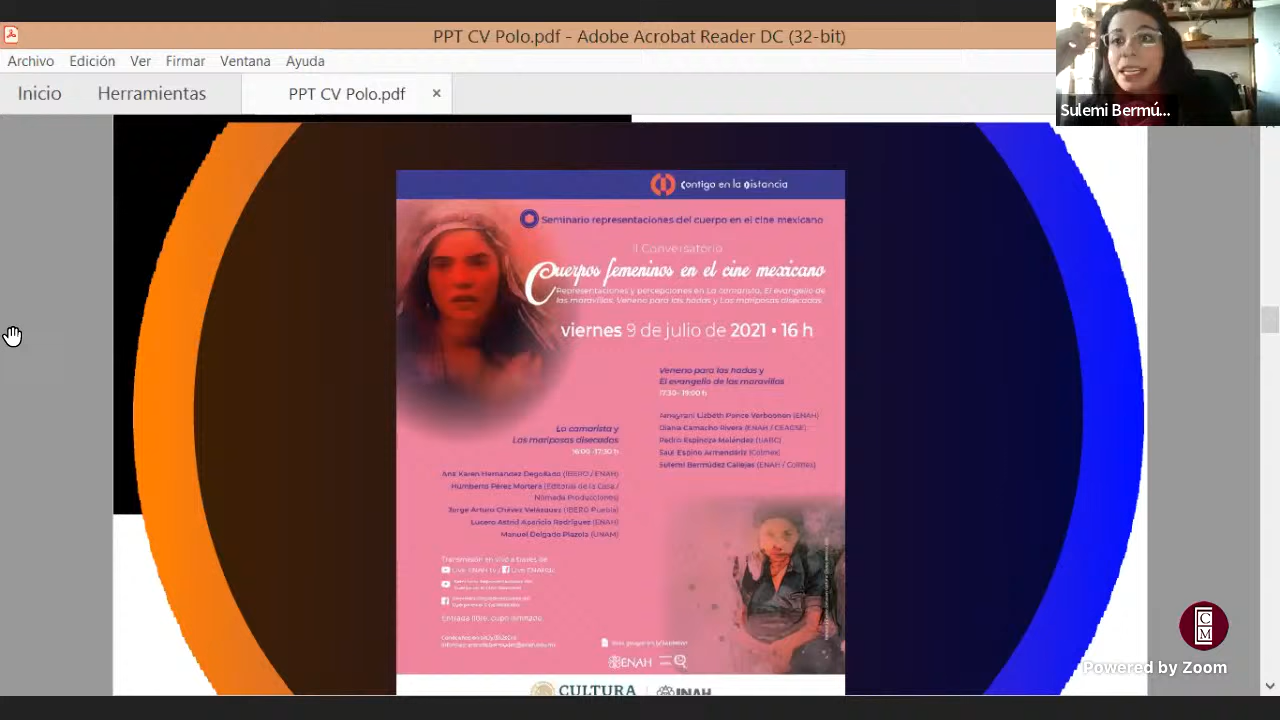 PPT CV Polo.pdf - Adobe Acrobat Reader DC (32-bit)
Archivo Edición Ver Firmar Ventana Ayuda
Inicio Herramientas PPT CV Polo.pdf ×
Sulemi Bermú...
Contigo en la Distancia
Seminario representaciones del cuerpo en el cine mexicano
II Conversatorio
Cuerpos femeninos en el cine mexicano
Representaciones y percepciones en La camarista, El evangelio de
las maravillas, Veneno para las hadas y Las mariposas disecadas.
viernes 9 de julio de 2021 • 16 h
Veneno para las hadas y
El evangelio de las maravillas
17:30 - 19:00 h
Lizbeth Ponce (ENAH)
Diana Camacho Rivera (ENAH /
Pedro Espinoza Meléndez (UABC)
Saúl Espino Armendáriz (Colmex)
Sulemi Bermúdez Callejas (ENAH / Colmex)
La camarista y
Las mariposas disecadas
16:00 -17:30 h
Ana Karen Hernández Degollado (IBERO / ENAH)
Humberto Pérez Mortera (Editorial de la Casa /
Nómada Producciones)
Jorge Arturo Chávez Velázquez (IBERO Puebla)
Lucero Astrid Aparicio Rodríguez (ENAH)
Manuel Delgado Plazola (UNAM)
Transmisión en vivo a través de
Live ENAH
Entrada libre, cupo limitado.
ENAH
CULTURA
INAH
CM
Powered by Zoom